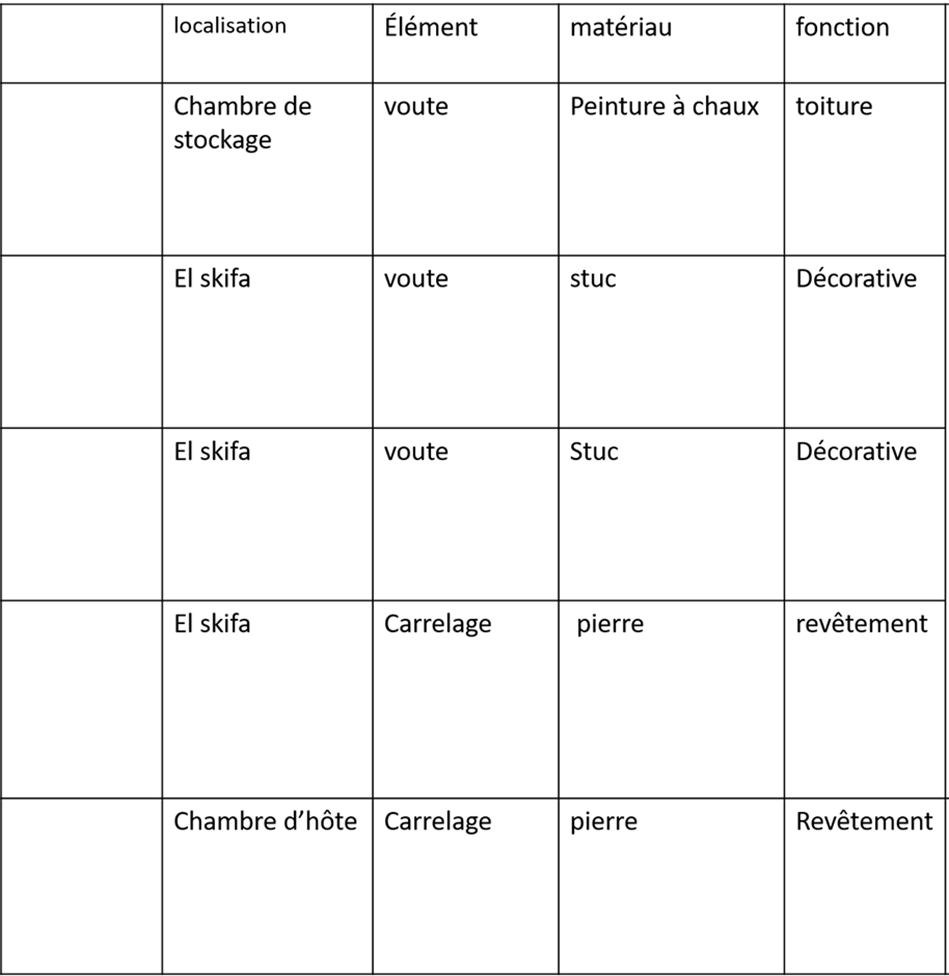 localisation Élément matériau fonction
Chambre de voute Peinture à chaux toiture
stockage
El skifa voute stuc Décorative
El skifa voute Stuc Décorative
El skifa Carrelage pierre revêtement
Chambre d’hôte Carrelage pierre Revêtement